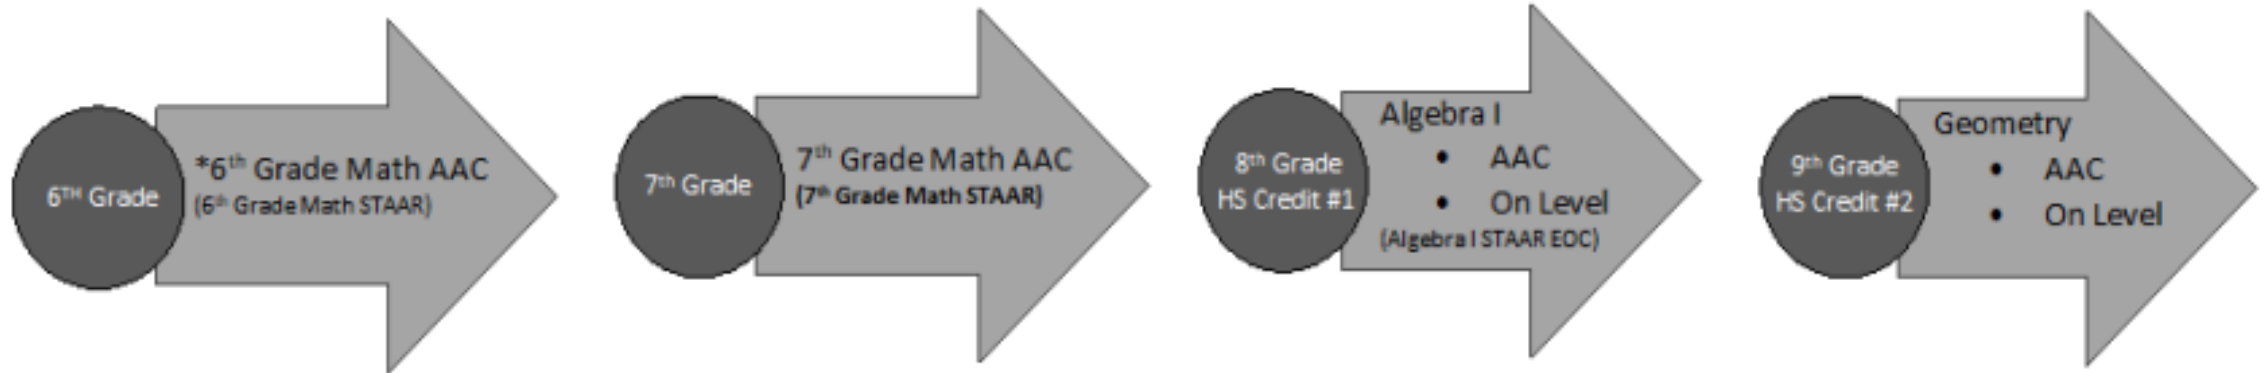 6TH Grade
*6th Grade Math AAC
(6th Grade Math STAAR)
7th Grade
7th Grade Math AAC
(7th Grade Math STAAR)
8th Grade
HS Credit #1
Algebra I
• AAC
• On Level
(Algebra I STAAR EOC)
9th Grade
HS Credit #2
Geometry
• AAC
• On Level